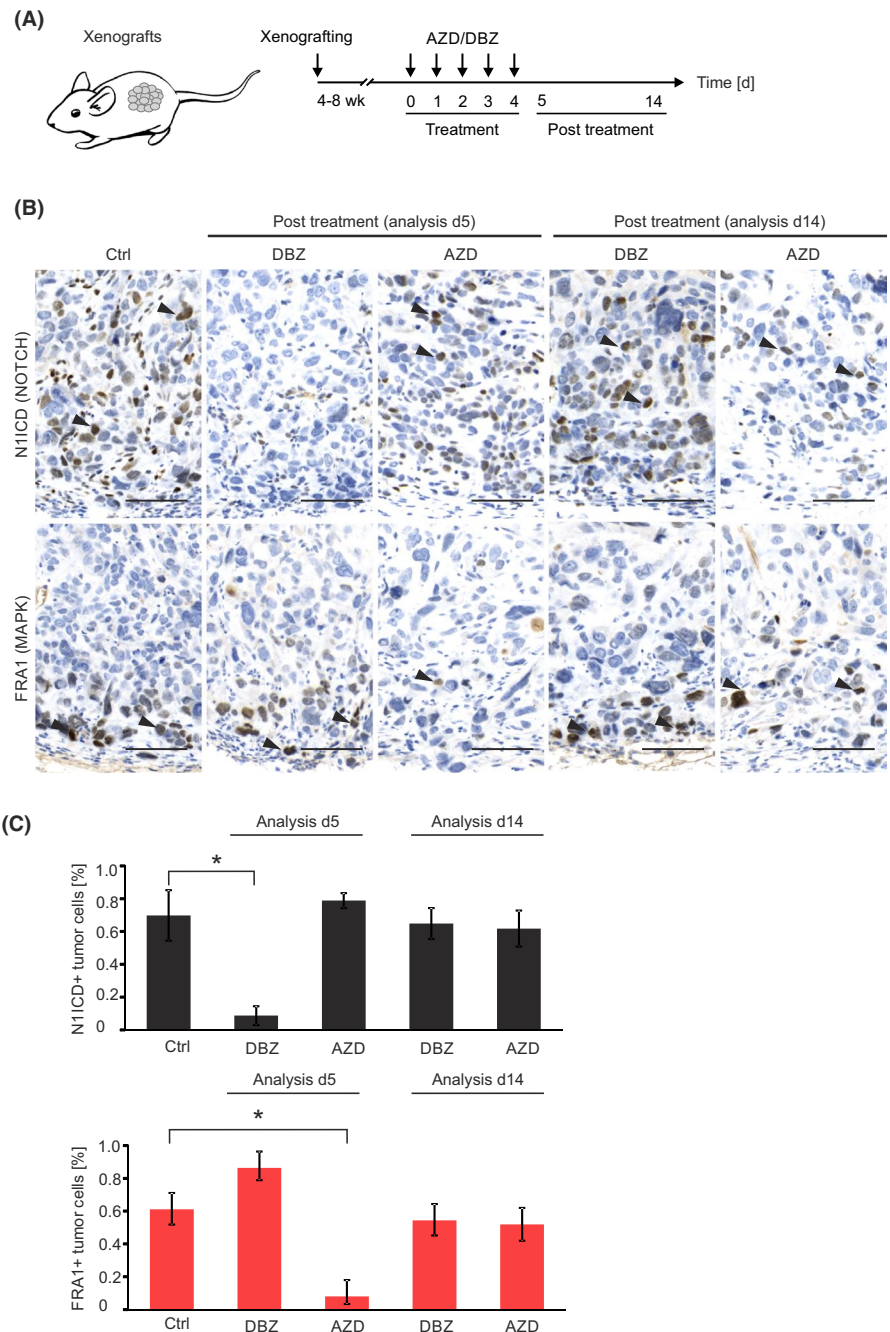 (A)
Xenografts
Xenografting
AZD/DBZ
Time [d]
4-8 wk
0 1 2 3 4 5 14
Treatment
Post treatment
(B)
Post treatment (analysis d5)
Post treatment (analysis d14)
Ctrl DBZ AZD DBZ AZD
N1ICD (NOTCH)
FRA1 (MAPK)
(C)
Analysis d5 Analysis d14
*
N1ICD+ tumor cells [%]
1.0
0.8
0.6
0.4
0.2
0
Ctrl DBZ AZD DBZ AZD
Analysis d5 Analysis d14
*
FRA1+ tumor cells [%]
1.0
0.8
0.6
0.4
0.2
0
Ctrl DBZ AZD DBZ AZD